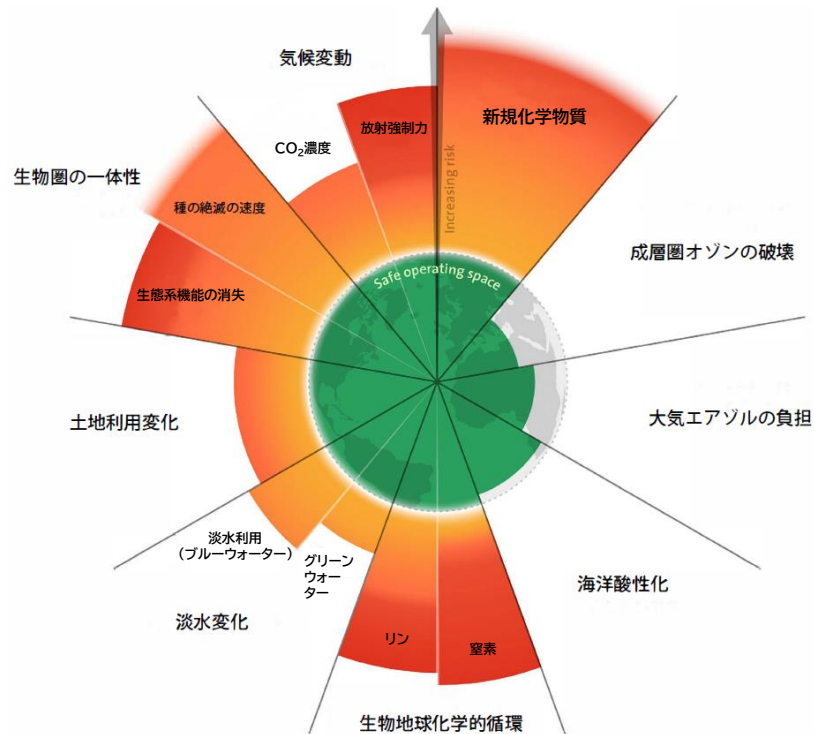 気候変動
放射強制力
新規化学物質
CO₂濃度
Increasing risk
生物圏の一体性
種の絶滅の速度
成層圏オゾンの破壊
Safe operating space
生態系機能の消失
土地利用変化
大気エアゾルの負担
淡水利用
(ブルーウォーター)
グリーン
ウォー
ター
海洋酸性化
淡水変化
リン
窒素
生物地球化学的循環